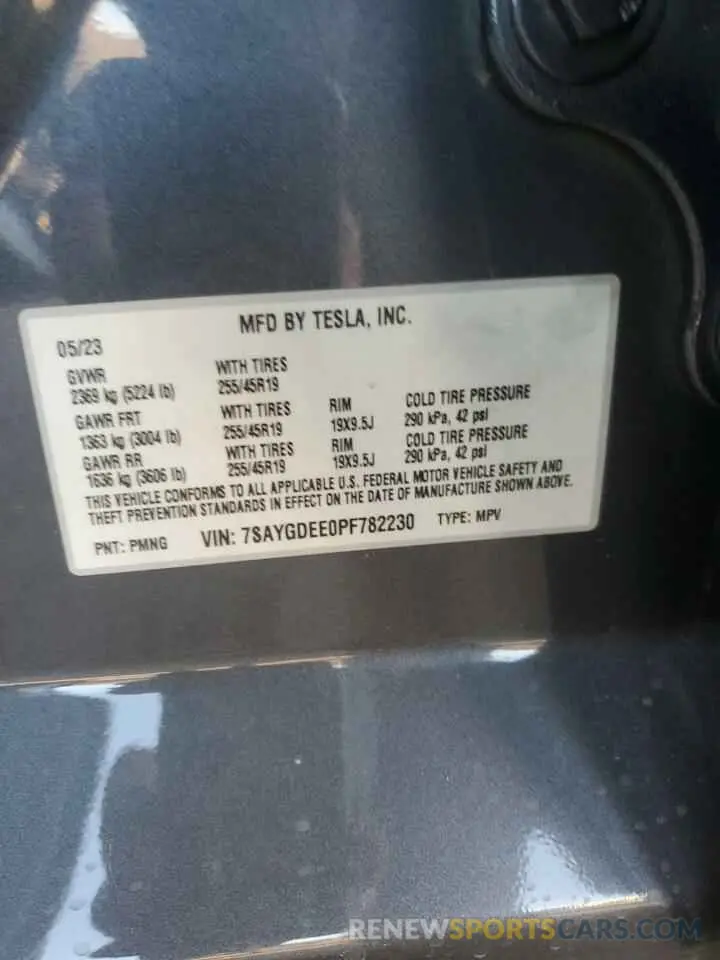 MFD BY TESLA, INC.
05/23
GVWR WITH TIRES
2369 kg (5224 lb) 255/45R19
GAWR FRT WITH TIRES RIM COLD TIRE PRESSURE
1363 kg (3004 lb) 255/45R19 19X9.5J 290 kPa, 42 psi
GAWR RR WITH TIRES RIM COLD TIRE PRESSURE
1636 kg (3606 lb) 255/45R19 19X9.5J 290 kPa, 42 psi
THIS VEHICLE CONFORMS TO ALL APPLICABLE U.S. FEDERAL MOTOR VEHICLE SAFETY AND
THEFT PREVENTION STANDARDS IN EFFECT ON THE DATE OF MANUFACTURE SHOWN ABOVE.
PNT: PMNG VIN: 7SAYGDEE0PF782230 TYPE: MPV
RENEWSPORTSCARS.COM